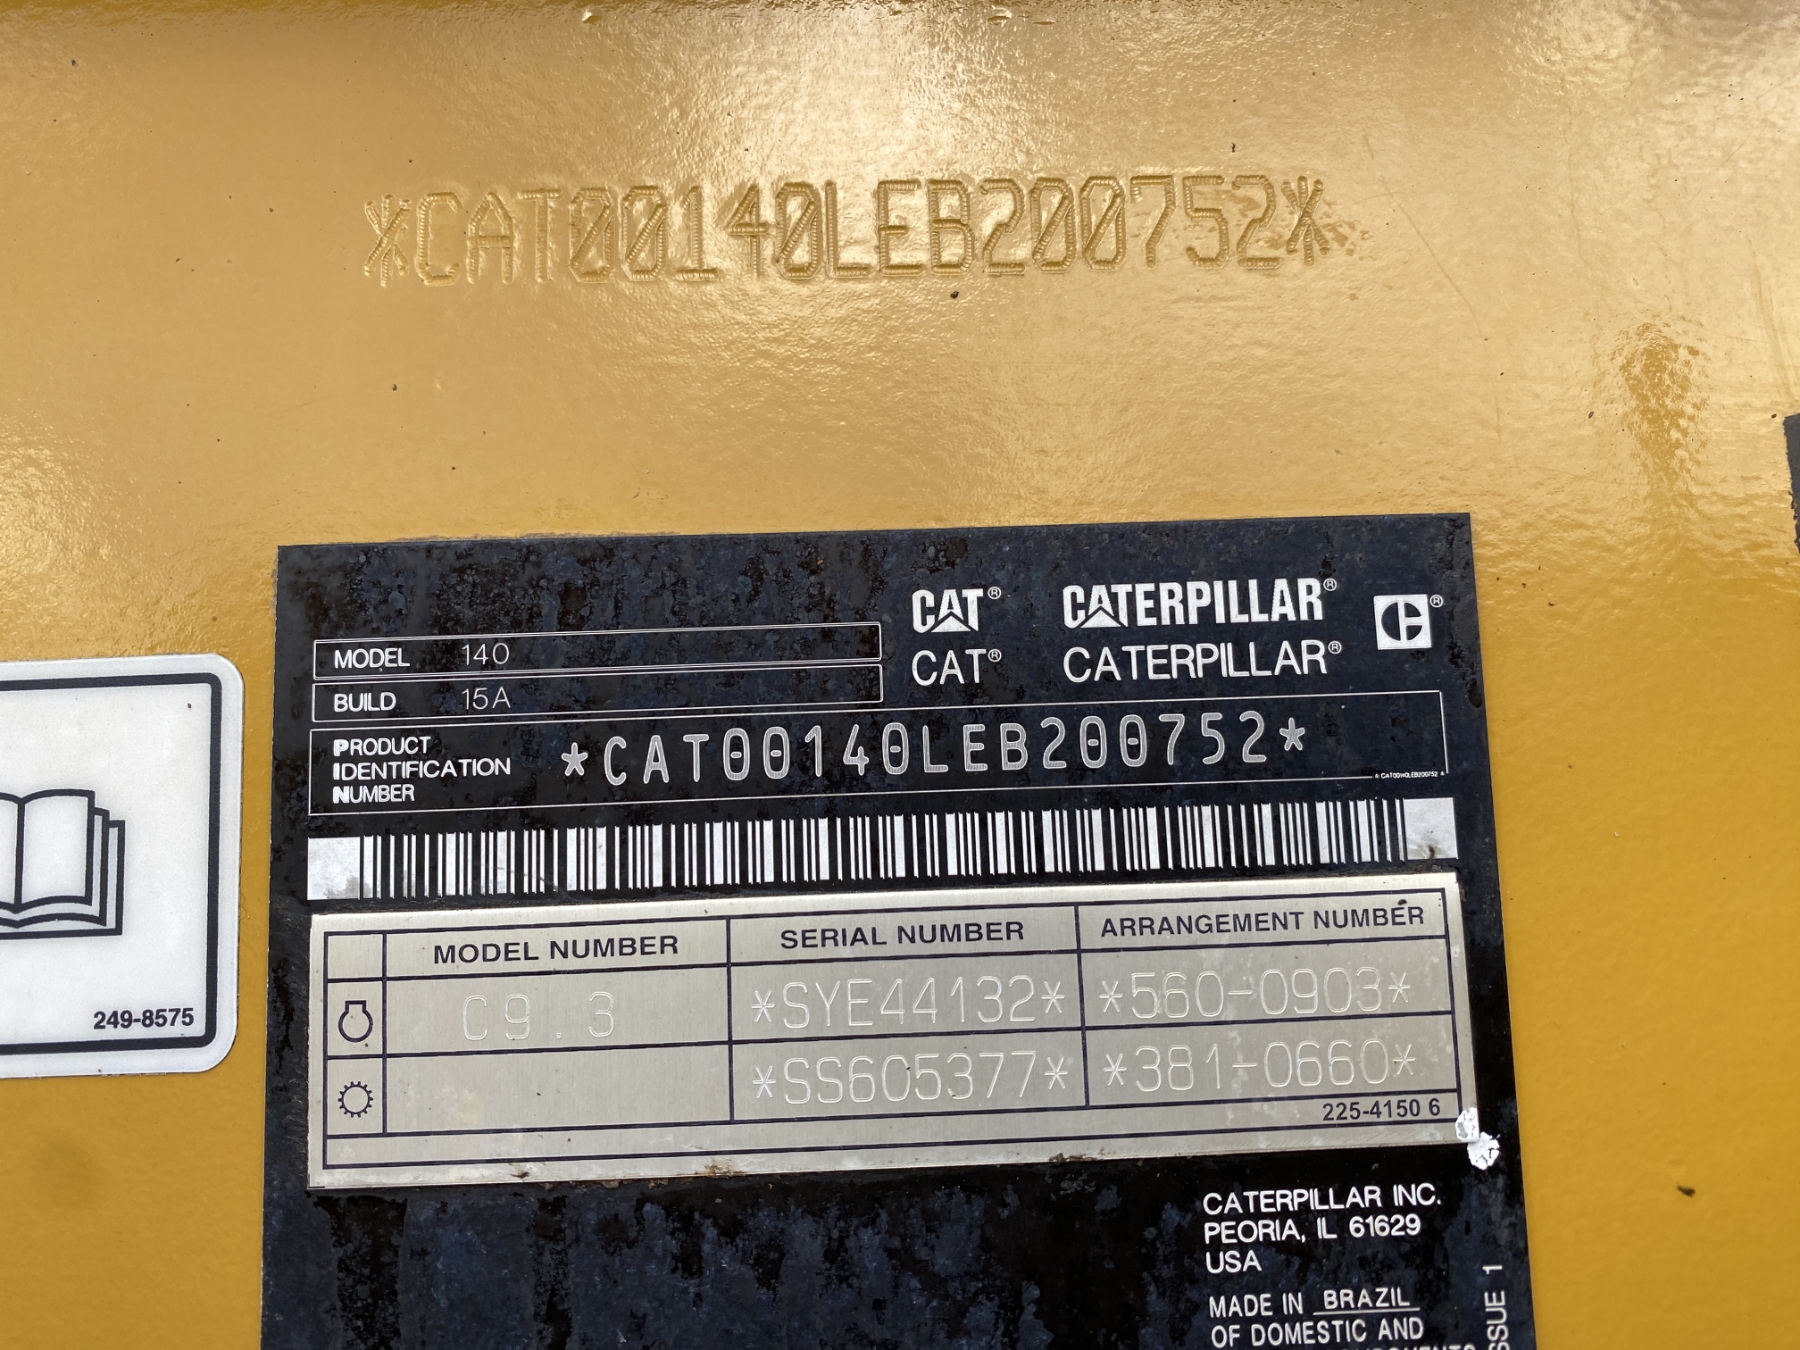 *CAT00140LEB200752*
CAT® CATERPILLAR®
CAT® CATERPILLAR®
MODEL 140
BUILD 15A
PRODUCT
IDENTIFICATION
NUMBER
*CAT00140LEB200752*
MODEL NUMBER SERIAL NUMBER ARRANGEMENT NUMBER
C9.3 *SYE44132* *560-0903*
*SS605377* *381-0660*
225-4150 6
249-8575
CATERPILLAR INC.
PEORIA, IL 61629
USA
MADE IN BRAZIL
OF DOMESTIC AND